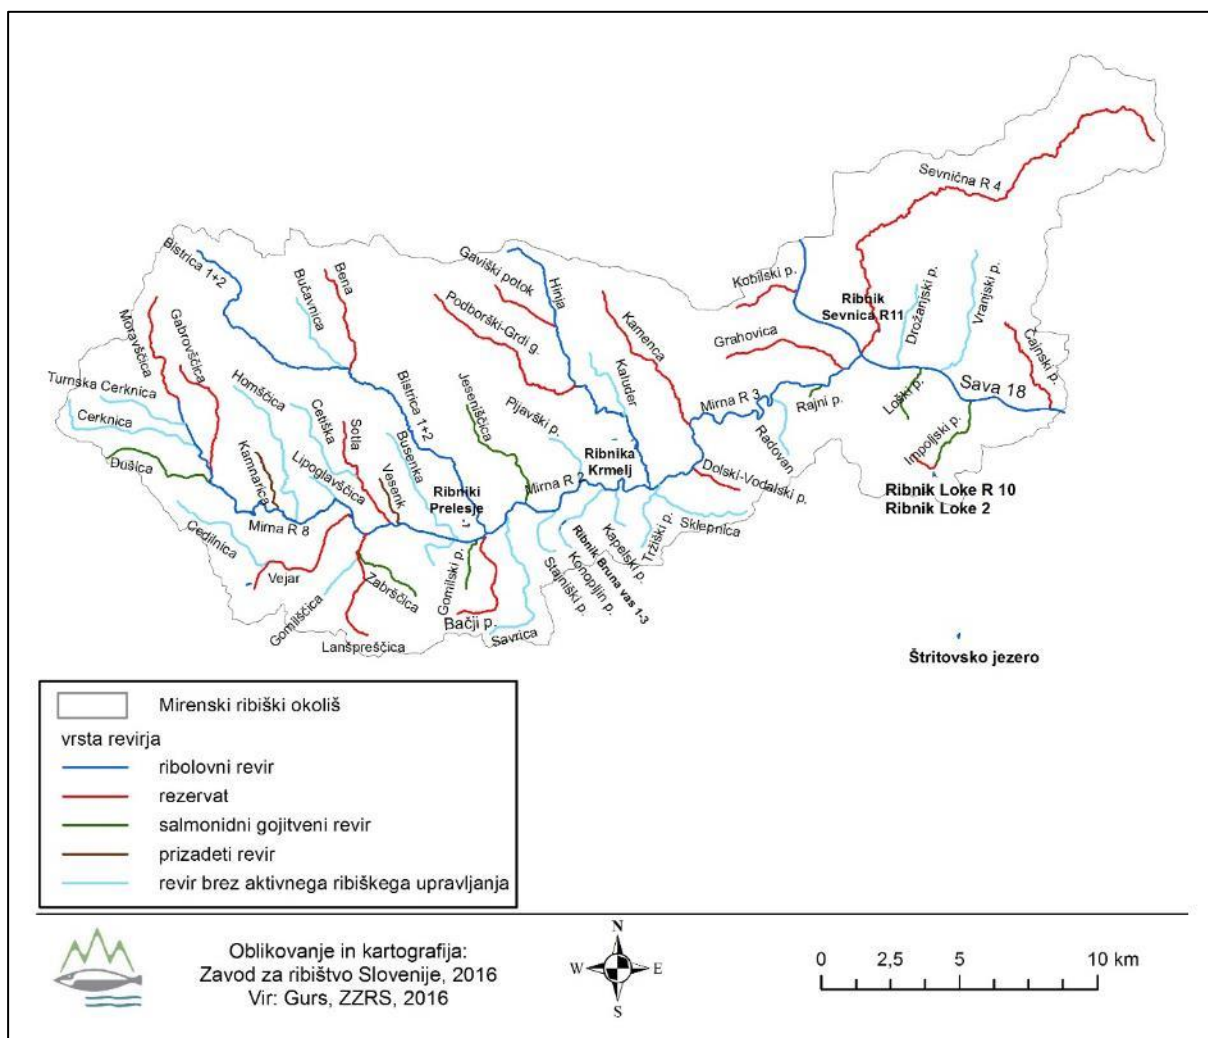 Sevnična R 4
Bistrica 1+2
Bučavnica
Bena
Gaviški potok
Hinja
Kobilski p.
Ribnik
Sevnica R11
Drožanjski p.
Vranjski p.
Moravščica
Gabrovščica
Podborški-Grdi g.
Kamenca
Grahovica
Čajnski p.
Turnska Cerknica
Cerknica
Homščica
Cetiška
Sotla
Busenka
Bistrica 1+2
Jeseniščica
Pijavški p.
Kaluder
Mirna R 3
Rajni p.
Loški p.
Sava 18
Dušica
Kamnarica
Lipoglavščica
Vesenk
Ribniki
Prelesje
-1
Mirna R 2
Ribnika
Krmelj
Radovan
Dolski-Vodalski p.
Impoljski p.
Ribnik Loke R 10
Ribnik Loke 2
Mirna R 8
Cedilnica
Vejar
Gomilščica
Zabrščica
Lanšpreščica
Gomilski p.
Bačji p.
Savrica
Stajniški p.
Konopljin p.
Ribnik Bruna vas 1-3
Kapelski p.
Tržiški p.
Sklepnica
Štritovsko jezero
Mirenski ribiški okoliš
vrsta revirja
ribolovni revir
rezervat
salmonidni gojitveni revir
prizadeti revir
revir brez aktivnega ribiškega upravljanja
Oblikovanje in kartografija:
Zavod za ribištvo Slovenije, 2016
Vir: Gurs, ZZRS, 2016
N
W
E
S
0 2,5 5 10 km